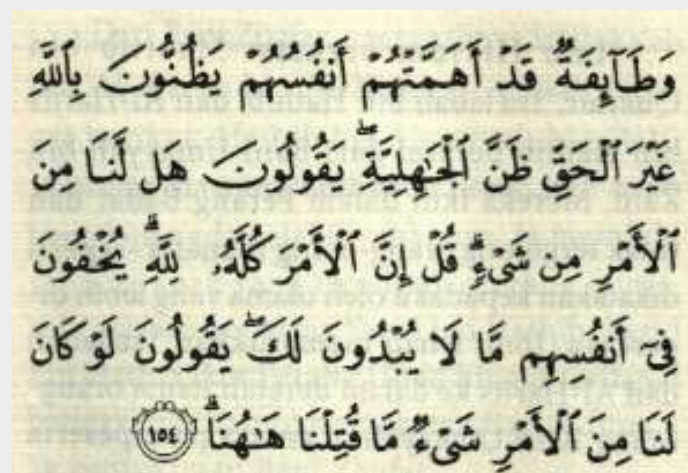 وَطَآئِفَةٌ قَدْ أَهَمَّتْهُمْ أَنفُسُهُمْ يَظُنُّونَ بِٱللَّهِ
غَيْرَ ٱلْحَقِّ ظَنَّ ٱلْجَٰهِلِيَّةِ ۖ يَقُولُونَ هَل لَّنَا مِنَ
ٱلْأَمْرِ مِن شَىْءٍ ۗ قُلْ إِنَّ ٱلْأَمْرَ كُلَّهُۥ لِلَّهِ ۗ يُخْفُونَ
فِىٓ أَنفُسِهِم مَّا لَا يُبْدُونَ لَكَ ۖ يَقُولُونَ لَوْ كَانَ
لَنَا مِنَ ٱلْأَمْرِ شَىْءٌ مَّا قُتِلْنَا هَٰهُنَا ۗ ١٥٤